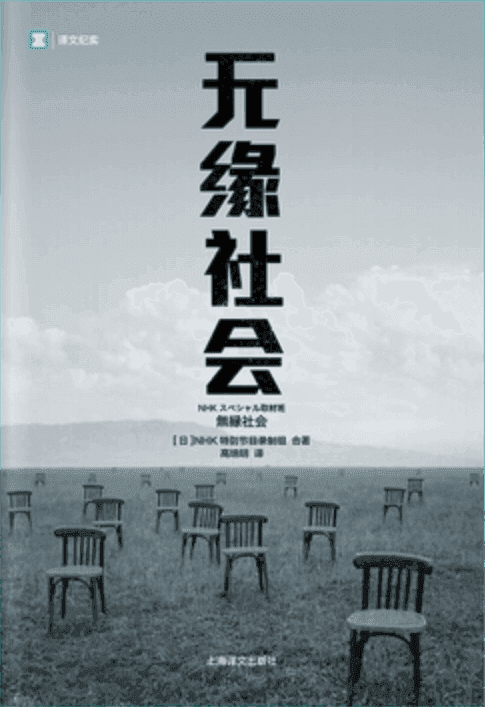 译文纪实
无缘社会
NHK スペシャル取材班
無縁社会
[日]NHK特别节目录制组 合著
高培明 译
上海译文出版社